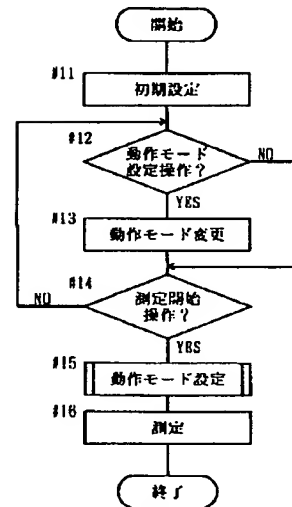 開始
#11
初期設定
#12
動作モード
設定操作?
NO
YES
#13
動作モード変更
#14
測定開始
操作?
NO
YES
#15
動作モード設定
#16
測定
終了